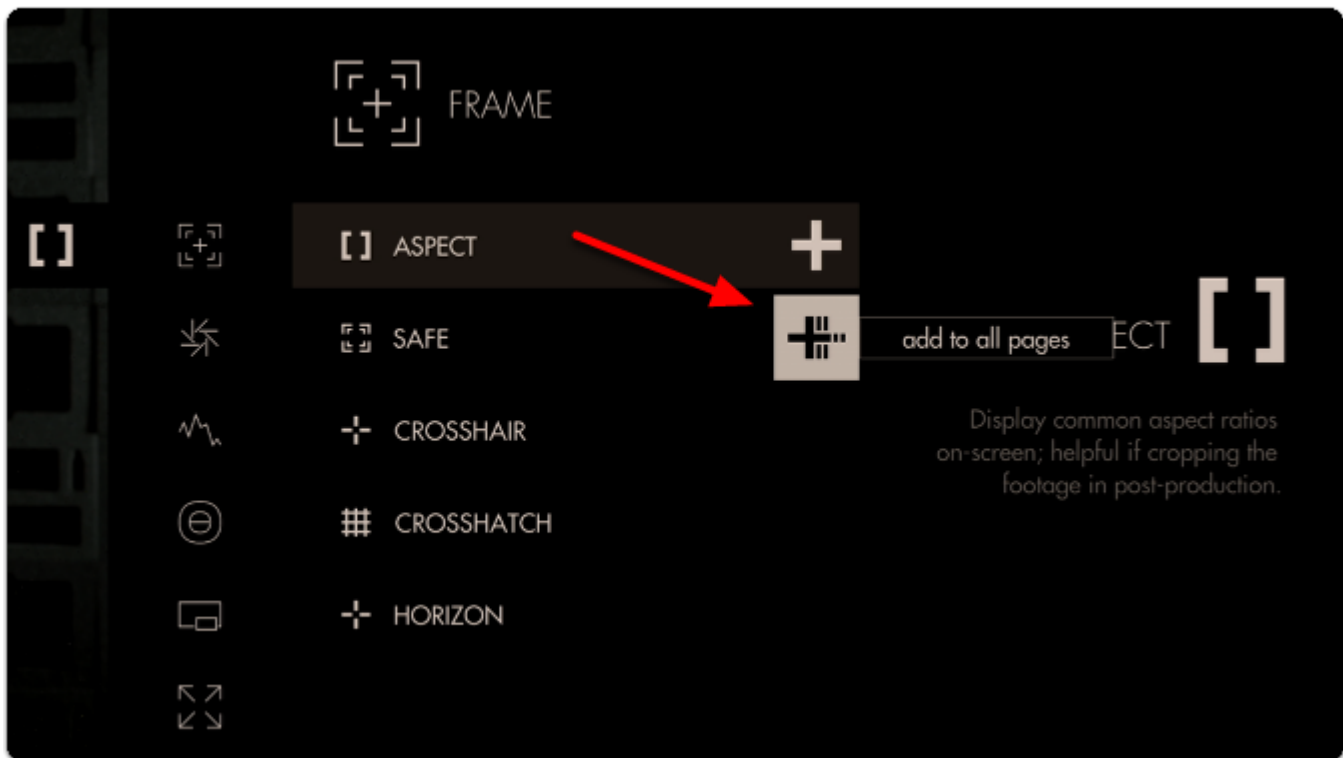 FRAME
ASPECT
SAFE
add to all pages
ECT
CROSSHAIR
CROSSHATCH
HORIZON
Display common aspect ratios
on-screen; helpful if cropping the
footage in post-production.